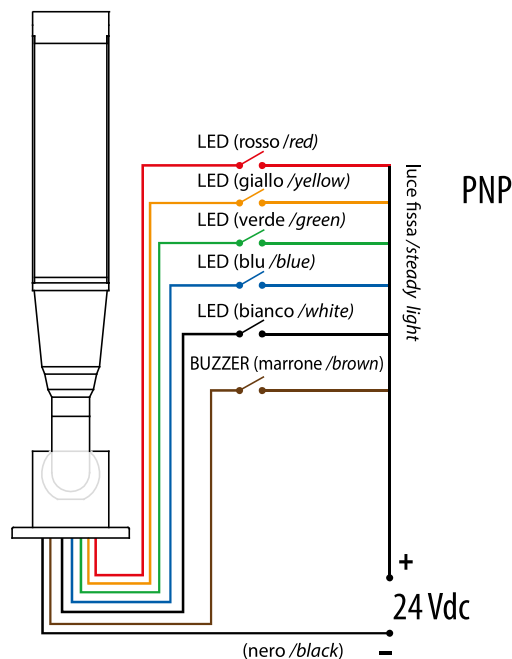 LED (rosso /red)
LED (giallo /yellow)
LED (verde /green)
LED (blu /blue)
LED (bianco /white)
BUZZER (marrone /brown)
luce fissa /steady light
PNP
+
24 Vdc
(nero /black)
–